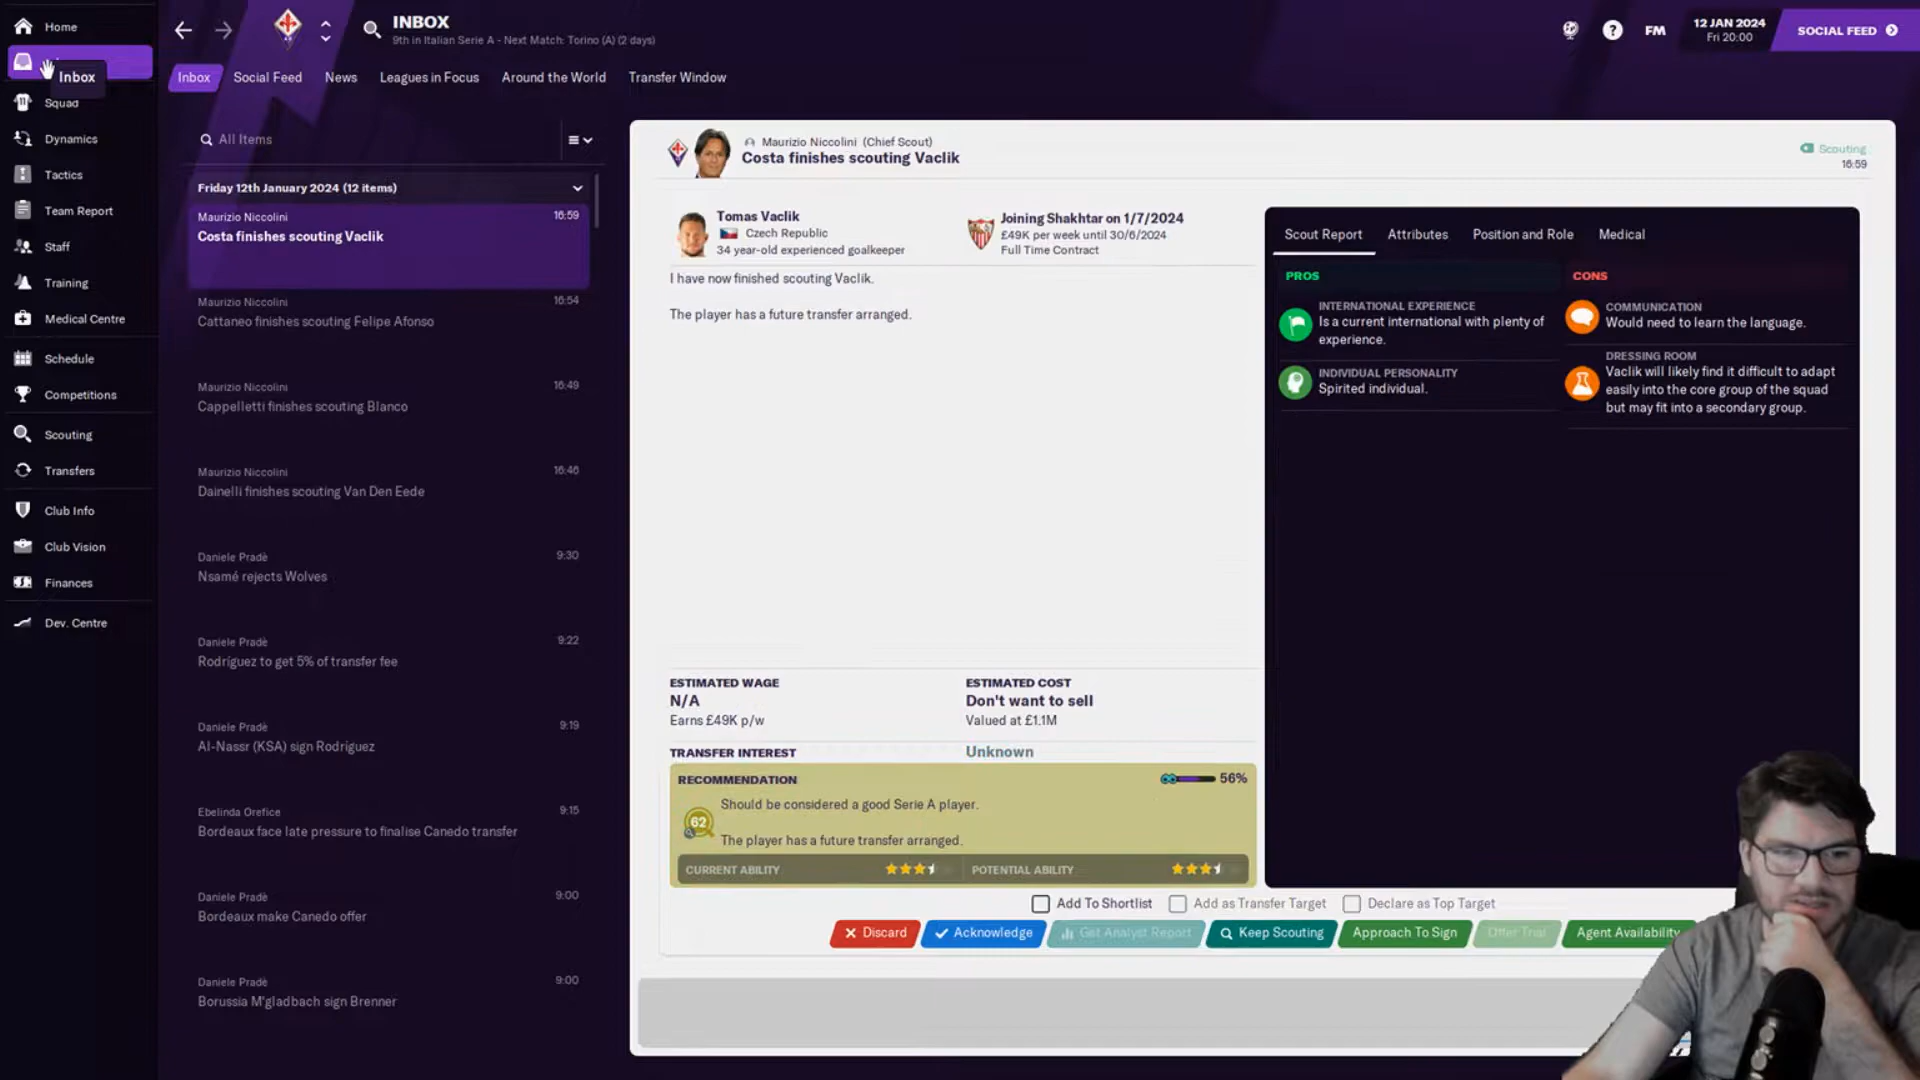 Home
Inbox
Squad
Dynamics
Tactics
Team Report
Staff
Training
Medical Centre
Schedule
Competitions
Scouting
Transfers
Club Info
Club Vision
Finances
Dev. Centre
INBOX
9th in Italian Serie A - Next Match: Torino (A) (2 days)
FM
12 JAN 2024
Fri 20:00
SOCIAL FEED
Inbox
Social Feed
News
Leagues in Focus
Around the World
Transfer Window
All Items
Friday 12th January 2024 (12 items)
Maurizio Niccolini 16:59
Costa finishes scouting Vaclik
Maurizio Niccolini 16:54
Cattaneo finishes scouting Felipe Afonso
Maurizio Niccolini 16:49
Cappelletti finishes scouting Blanco
Maurizio Niccolini 16:46
Dainelli finishes scouting Van Den Eede
Daniele Pradè 9:30
Nsamé rejects Wolves
Daniele Pradè 9:22
Rodríguez to get 5% of transfer fee
Daniele Pradè 9:19
Al-Nassr (KSA) sign Rodríguez
Ebelinda Orefice 9:15
Bordeaux face late pressure to finalise Canedo transfer
Daniele Pradè 9:00
Bordeaux make Canedo offer
Daniele Pradè 9:00
Borussia M'gladbach sign Brenner
Maurizio Niccolini (Chief Scout)
Costa finishes scouting Vaclik
Scouting
16:59
Tomas Vaclik
Czech Republic
34 year-old experienced goalkeeper
Joining Shakhtar on 1/7/2024
£49K per week until 30/6/2024
Full Time Contract
I have now finished scouting Vaclik.
The player has a future transfer arranged.
Scout Report
Attributes
Position and Role
Medical
PROS
INTERNATIONAL EXPERIENCE
Is a current international with plenty of
experience.
INDIVIDUAL PERSONALITY
Spirited individual.
CONS
COMMUNICATION
Would need to learn the language.
DRESSING ROOM
Vaclik will likely find it difficult to adapt
easily into the core group of the squad
but may fit into a secondary group.
ESTIMATED WAGE
N/A
Earns £49K p/w
ESTIMATED COST
Don't want to sell
Valued at £1.1M
TRANSFER INTEREST
Unknown
RECOMMENDATION
56%
62
Should be considered a good Serie A player.
The player has a future transfer arranged.
CURRENT ABILITY
POTENTIAL ABILITY
Add To Shortlist
Add as Transfer Target
Declare as Top Target
Discard
Acknowledge
Get Analyst Report
Keep Scouting
Approach To Sign
Offer Trial
Agent Availability